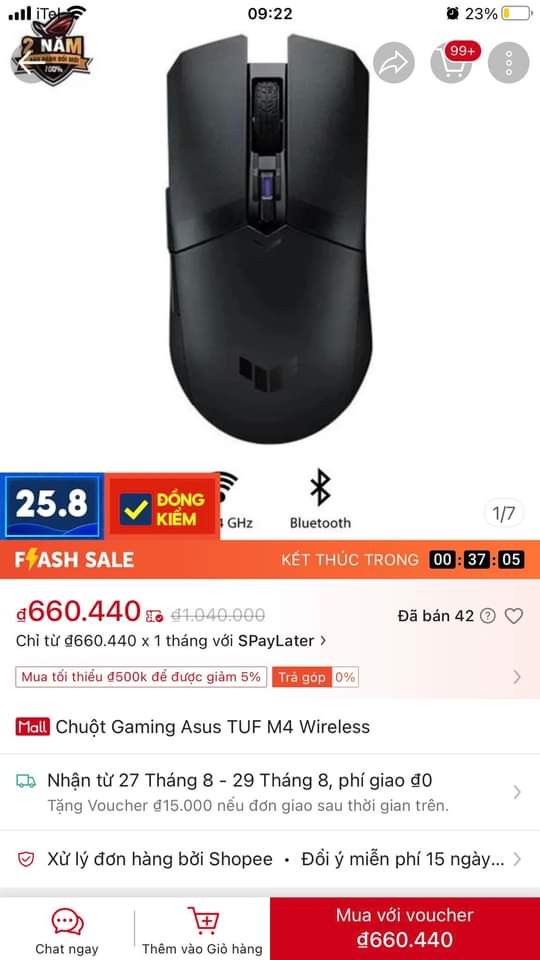 iTel
09:22
23%
2 NĂM
100%
99+
25.8
ĐỒNG
KIỂM
GHz
Bluetooth
1/7
FLASH SALE
KẾT THÚC TRONG 00:37:05
₫660.440 ₫1.040.000
Đã bán 42
Chỉ từ ₫660.440 x 1 tháng với SPayLater >
Mua tối thiểu ₫500k để được giảm 5% Trả góp 0%
Mall Chuột Gaming Asus TUF M4 Wireless
Nhận từ 27 Tháng 8 - 29 Tháng 8, phí giao ₫0
Tặng Voucher ₫15.000 nếu đơn giao sau thời gian trên.
Xử lý đơn hàng bởi Shopee • Đổi ý miễn phí 15 ngày...
Chat ngay
Thêm vào Giỏ hàng
Mua với voucher
₫660.440